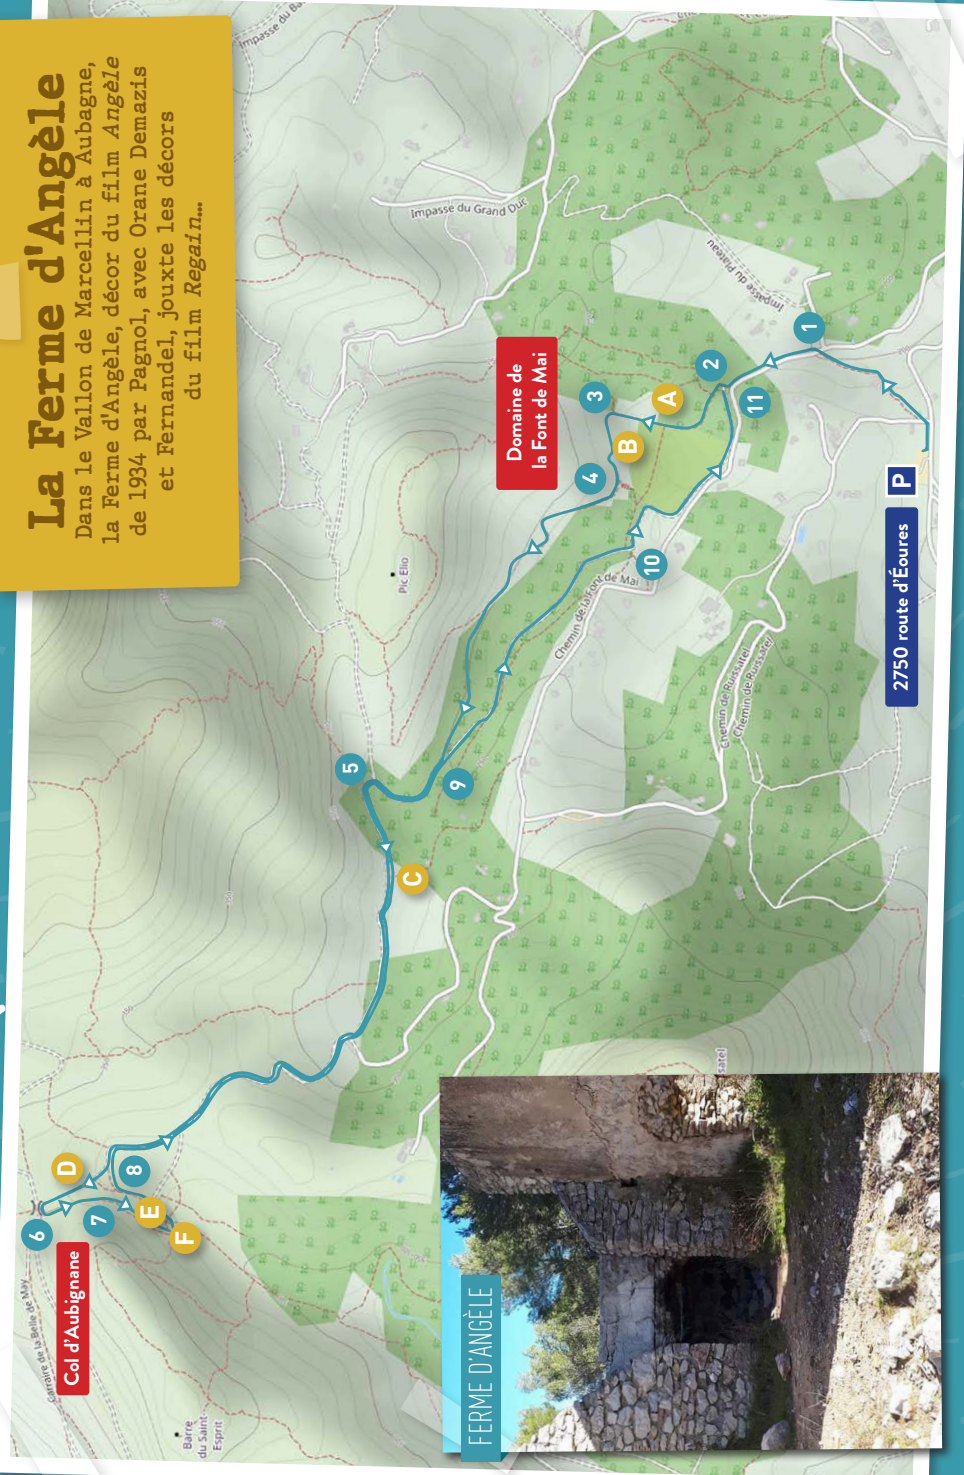 La Ferme d'Angèle
Dans le Vallon de Marcellin à Aubagne,
la Ferme d'Angèle, décor du film Angèle
de 1934 par Pagnol, avec Orane Demazis
et Fernandel, jouxte les décors
du film Regain...
Impasse du Ba
Impasse du Grand Duc
Impasse du Plateau
Domaine de
la Font de Mai
Pic Elio
Chemin de la Font de Mai
Chemin de Ruissatel
Chemin de Ruissatel
P
2750 route d'Éoures
1
2
3
4
5
6
7
8
9
10
11
A
B
C
D
E
F
Col d'Aubignane
Carraire de la Belle de May
Barre
du Saint-
Esprit
satel
FERME D'ANGÈLE